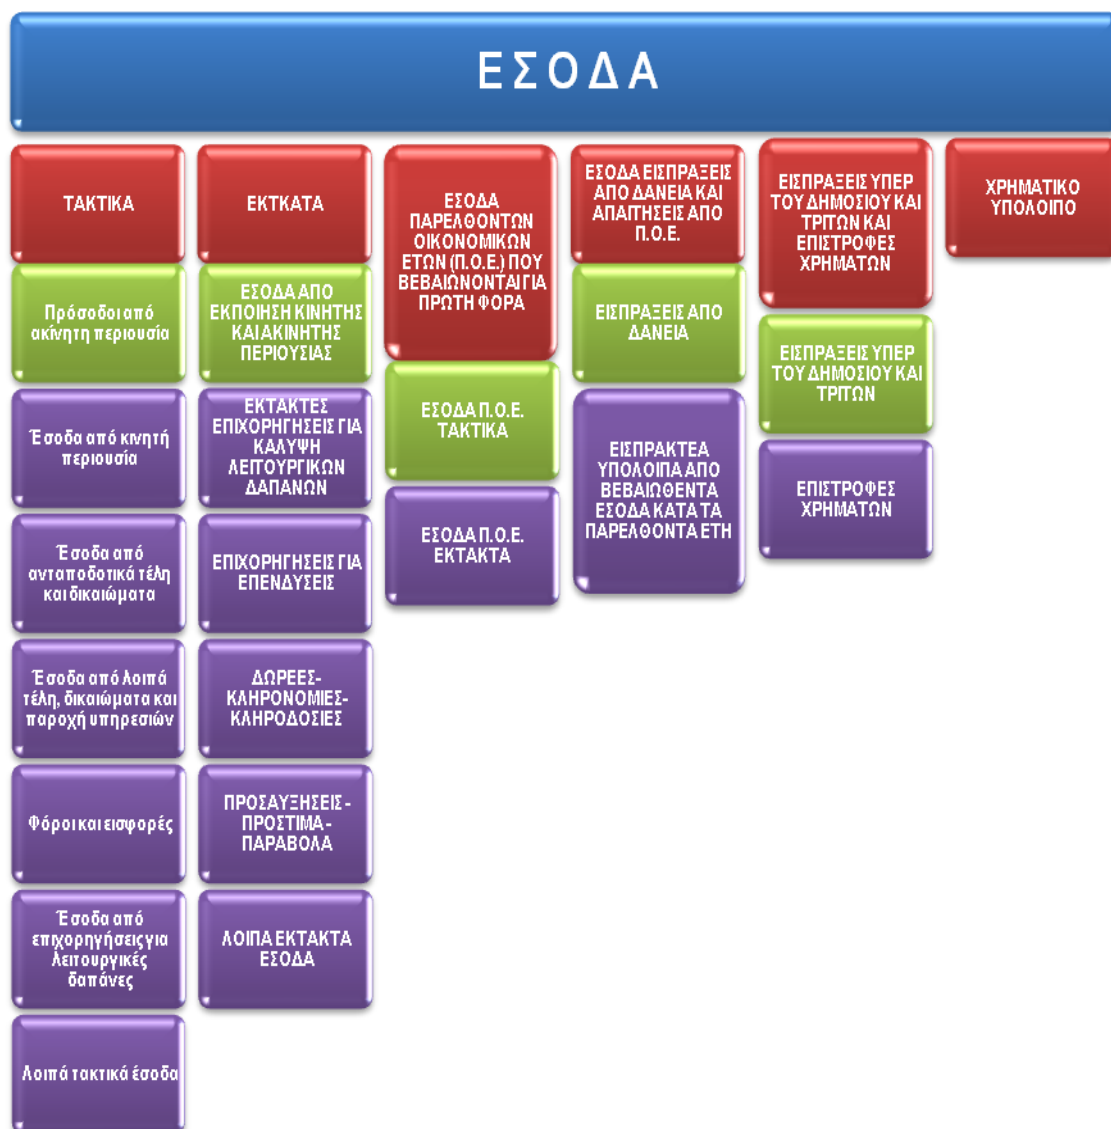 Ε Σ Ο Δ Α
ΤΑΚΤΙΚΑ
Πρόσοδοι από
ακίνητη περιουσία
Έσοδα από κινητή
περιουσία
Έσοδα από
ανταποδοτικά τέλη
και δικαιώματα
Έσοδα από λοιπά
τέλη, δικαιώματα και
παροχή υπηρεσιών
Φόροι και εισφορές
Έσοδα από
επιχορηγήσεις για
λειτουργικές
δαπάνες
Λοιπά τακτικά έσοδα
ΕΚΤΚΑΤΑ
ΕΣΟΔΑ ΑΠΟ
ΕΚΠΟΙΗΣΗ ΚΙΝΗΤΗΣ
ΚΑΙ ΑΚΙΝΗΤΗΣ
ΠΕΡΙΟΥΣΙΑΣ
ΕΚΤΑΚΤΕΣ
ΕΠΙΧΟΡΗΓΗΣΕΙΣ ΓΙΑ
ΚΑΛΥΨΗ
ΛΕΙΤΟΥΡΓΙΚΩΝ
ΔΑΠΑΝΩΝ
ΕΠΙΧΟΡΗΓΗΣΕΙΣ ΓΙΑ
ΕΠΕΝΔΥΣΕΙΣ
ΔΩΡΕΕΣ-
ΚΛΗΡΟΝΟΜΙΕΣ-
ΚΛΗΡΟΔΟΣΙΕΣ
ΠΡΟΣΑΥΞΗΣΕΙΣ -
ΠΡΟΣΤΙΜΑ -
ΠΑΡΑΒΟΛΑ
ΛΟΙΠΑ ΕΚΤΑΚΤΑ
ΕΣΟΔΑ
ΕΣΟΔΑ
ΠΑΡΕΛΘΟΝΤΩΝ
ΟΙΚΟΝΟΜΙΚΩΝ
ΕΤΩΝ (Π.Ο.Ε.) ΠΟΥ
ΒΕΒΑΙΩΝΟΝΤΑΙ ΓΙΑ
ΠΡΩΤΗ ΦΟΡΑ
ΕΣΟΔΑ Π.Ο.Ε.
ΤΑΚΤΙΚΑ
ΕΣΟΔΑ Π.Ο.Ε.
ΕΚΤΑΚΤΑ
ΕΣΟΔΑ ΕΙΣΠΡΑΞΕΙΣ
ΑΠΟ ΔΑΝΕΙΑ ΚΑΙ
ΑΠΑΙΤΗΣΕΙΣ ΑΠΟ
Π.Ο.Ε.
ΕΙΣΠΡΑΞΕΙΣ ΑΠΟ
ΔΑΝΕΙΑ
ΕΙΣΠΡΑΚΤΕΑ
ΥΠΟΛΟΙΠΑ ΑΠΟ
ΒΕΒΑΙΩΘΕΝΤΑ
ΕΣΟΔΑ ΚΑΤΑ ΤΑ
ΠΑΡΕΛΘΟΝΤΑ ΕΤΗ
ΕΙΣΠΡΑΞΕΙΣ ΥΠΕΡ
ΤΟΥ ΔΗΜΟΣΙΟΥ ΚΑΙ
ΤΡΙΤΩΝ ΚΑΙ
ΕΠΙΣΤΡΟΦΕΣ
ΧΡΗΜΑΤΩΝ
ΕΙΣΠΡΑΞΕΙΣ ΥΠΕΡ
ΤΟΥ ΔΗΜΟΣΙΟΥ ΚΑΙ
ΤΡΙΤΩΝ
ΕΠΙΣΤΡΟΦΕΣ
ΧΡΗΜΑΤΩΝ
ΧΡΗΜΑΤΙΚΟ
ΥΠΟΛΟΙΠΟ